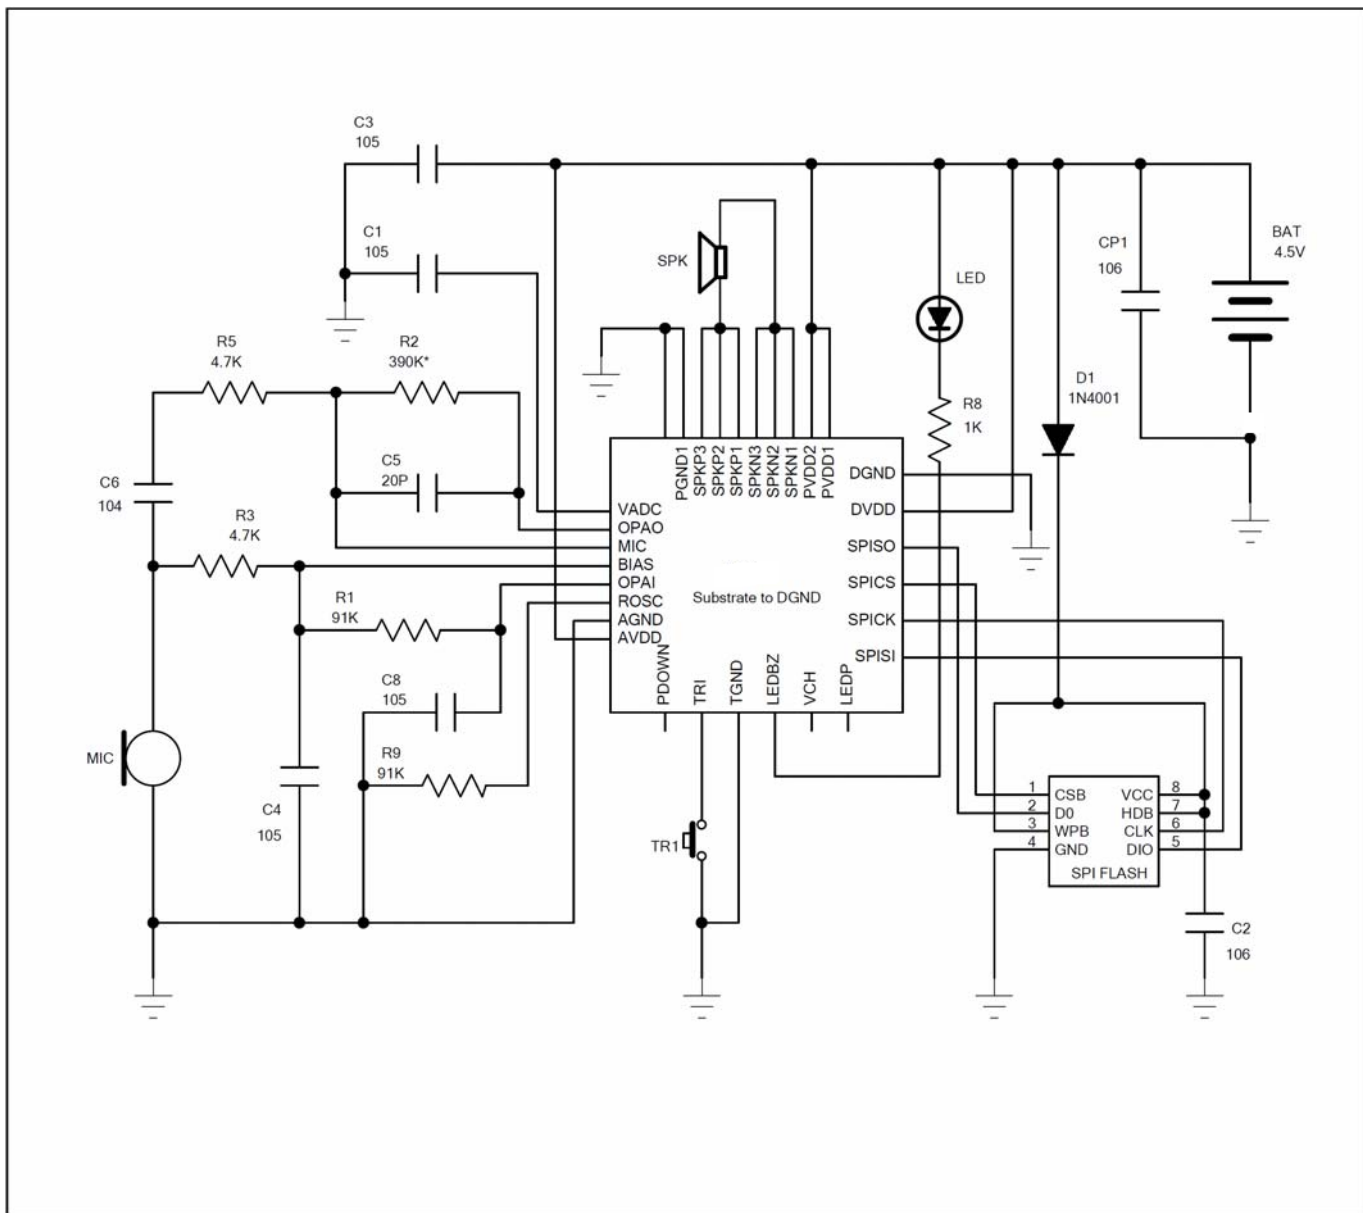 C3
105
C1
105
SPK
LED
CP1
106
BAT
4.5V
R5
4.7K
R2
390K*
D1
1N4001
R8
1K
C5
20P
C6
104
R3
4.7K
PGND1
SPKP3
SPKP2
SPKP1
SPKN3
SPKN2
SPKN1
PVDD2
PVDD1
VADC
OPAO
MIC
BIAS
OPAI
ROSC
AGND
AVDD
DGND
DVDD
SPISO
SPICS
SPICK
SPISI
Substrate to DGND
PDOWN
TRI
TGND
LEDBZ
VCH
LEDP
R1
91K
C8
105
R9
91K
MIC
C4
105
TR1
1 CSB VCC 8
2 D0 HDB 7
3 WPB CLK 6
4 GND DIO 5
SPI FLASH
C2
106